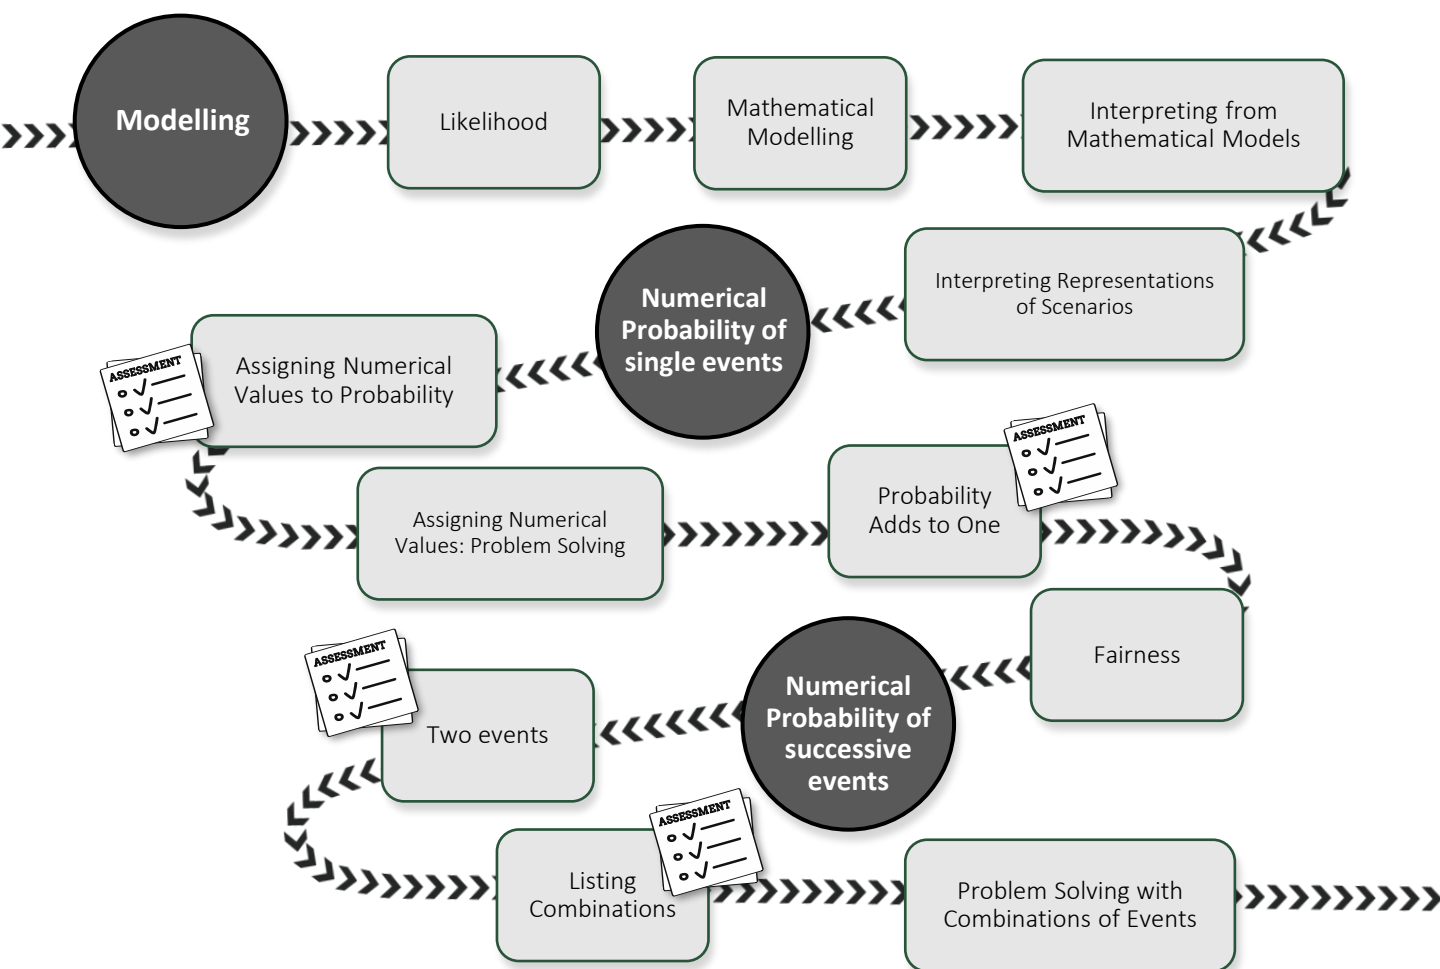 Modelling
Likelihood
Mathematical
Modelling
Interpreting from
Mathematical Models
Interpreting Representations
of Scenarios
Numerical
Probability of
single events
ASSESSMENT
Assigning Numerical
Values to Probability
Assigning Numerical
Values: Problem Solving
ASSESSMENT
Probability
Adds to One
Fairness
Numerical
Probability of
successive
events
ASSESSMENT
Two events
ASSESSMENT
Listing
Combinations
Problem Solving with
Combinations of Events